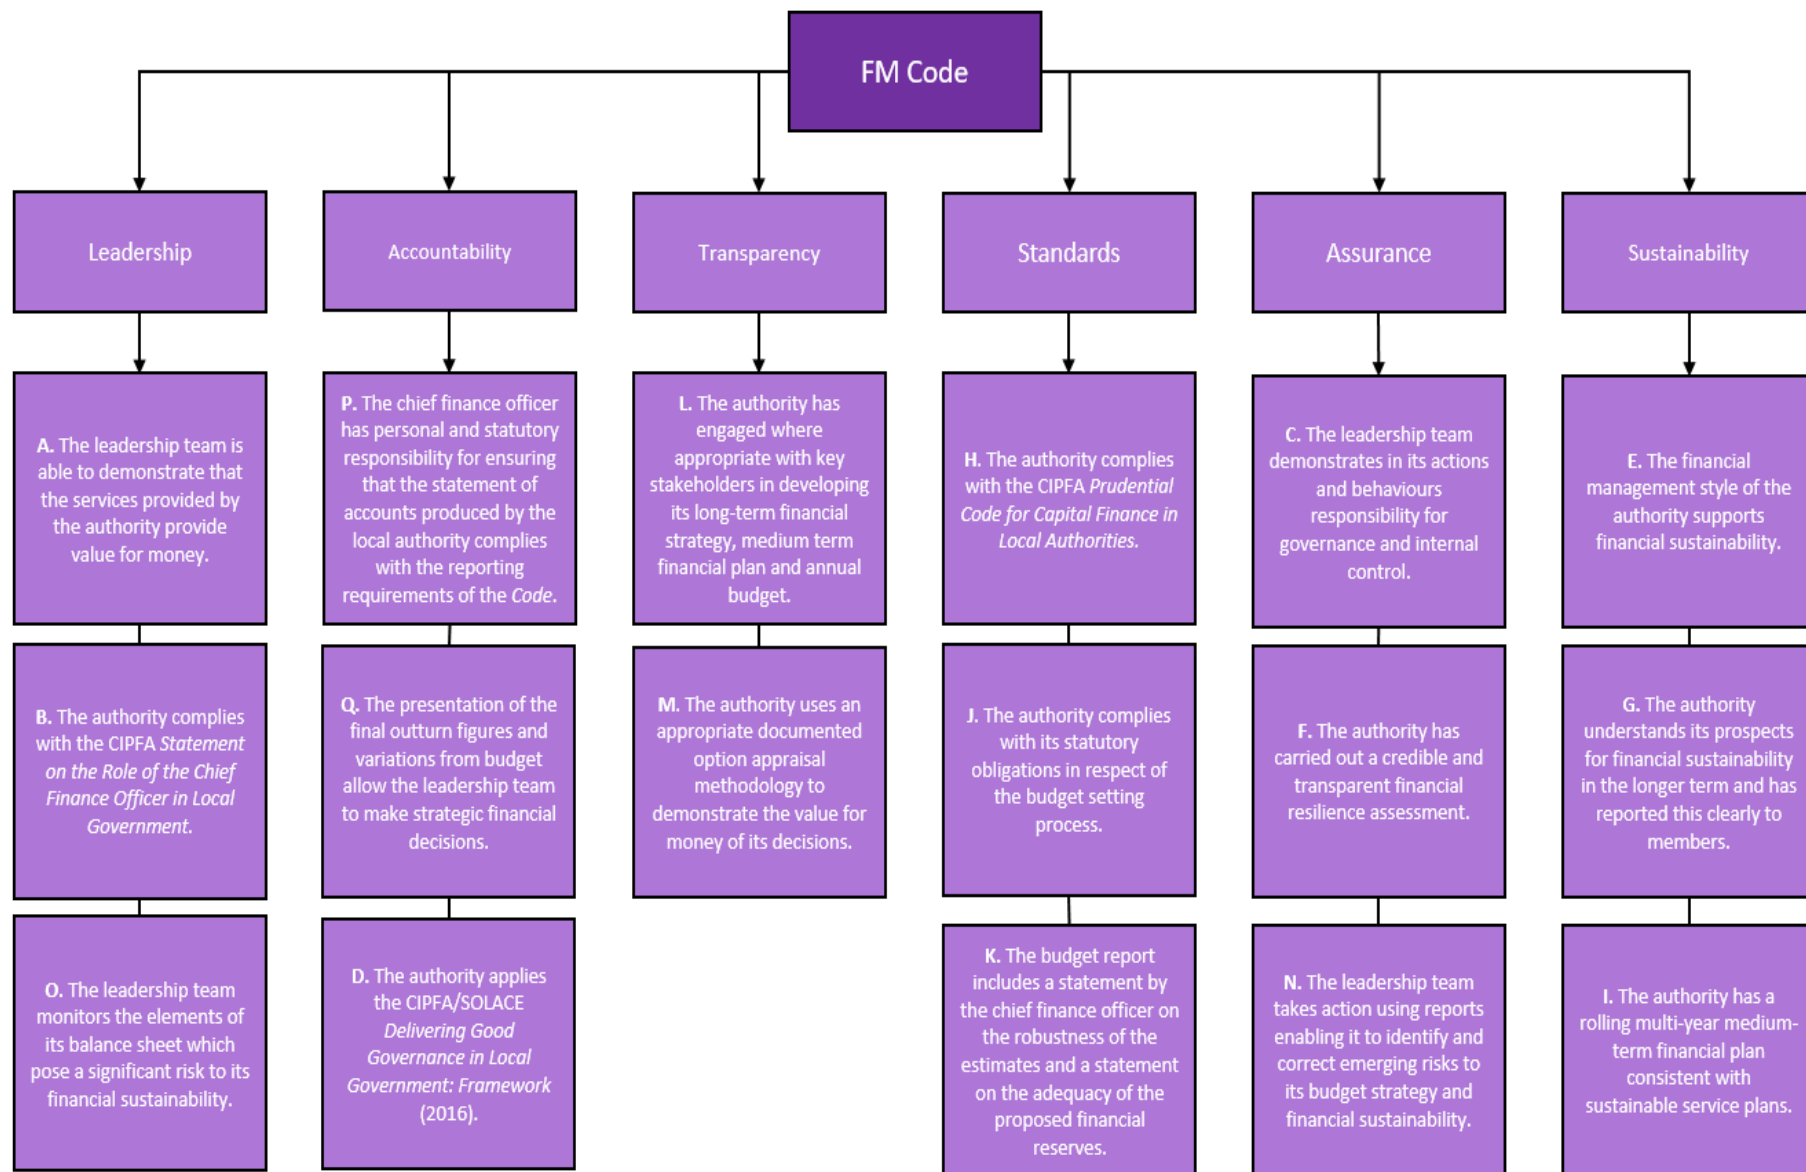 FM Code
Leadership
Accountability
Transparency
Standards
Assurance
Sustainability
A. The leadership team is
able to demonstrate that
the services provided by
the authority provide
value for money.
P. The chief finance officer
has personal and statutory
responsibility for ensuring
that the statement of
accounts produced by the
local authority complies
with the reporting
requirements of the Code.
L. The authority has
engaged where
appropriate with key
stakeholders in developing
its long-term financial
strategy, medium term
financial plan and annual
budget.
H. The authority complies
with the CIPFA Prudential
Code for Capital Finance in
Local Authorities.
C. The leadership team
demonstrates in its actions
and behaviours
responsibility for
governance and internal
control.
E. The financial
management style of the
authority supports
financial sustainability.
B. The authority complies
with the CIPFA Statement
on the Role of the Chief
Finance Officer in Local
Government.
Q. The presentation of the
final outturn figures and
variations from budget
allow the leadership team
to make strategic financial
decisions.
M. The authority uses an
appropriate documented
option appraisal
methodology to
demonstrate the value for
money of its decisions.
J. The authority complies
with its statutory
obligations in respect of
the budget setting
process.
F. The authority has
carried out a credible and
transparent financial
resilience assessment.
G. The authority
understands its prospects
for financial sustainability
in the longer term and has
reported this clearly to
members.
O. The leadership team
monitors the elements of
its balance sheet which
pose a significant risk to its
financial sustainability.
D. The authority applies
the CIPFA/SOLACE
Delivering Good
Governance in Local
Government: Framework
(2016).
K. The budget report
includes a statement by
the chief finance officer on
the robustness of the
estimates and a statement
on the adequacy of the
proposed financial
reserves.
N. The leadership team
takes action using reports
enabling it to identify and
correct emerging risks to
its budget strategy and
financial sustainability.
I. The authority has a
rolling multi-year medium-
term financial plan
consistent with
sustainable service plans.